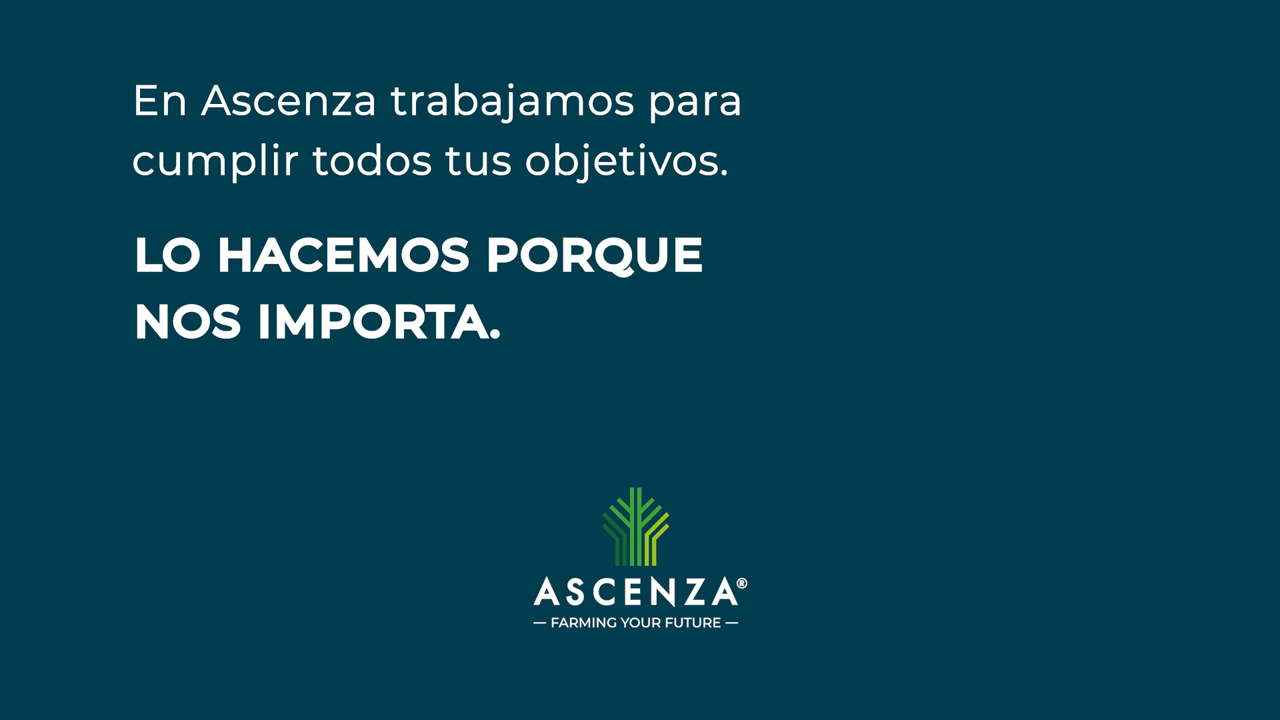 En Ascenza trabajamos para
cumplir todos tus objetivos.
LO HACEMOS PORQUE
NOS IMPORTA.
ASCENZA®
— FARMING YOUR FUTURE —